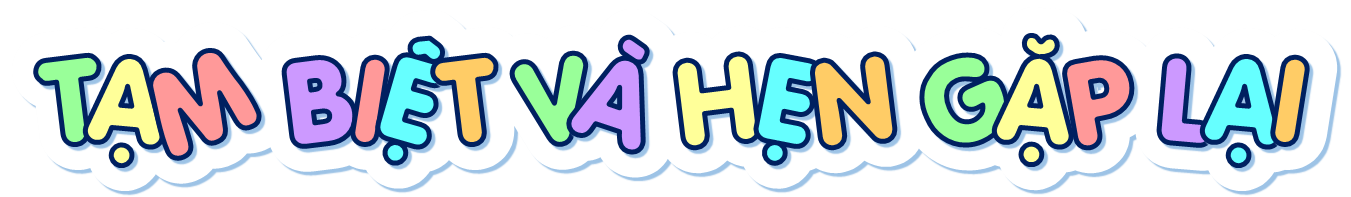 TẠM BIỆT VÀ HẸN GẶP LẠI